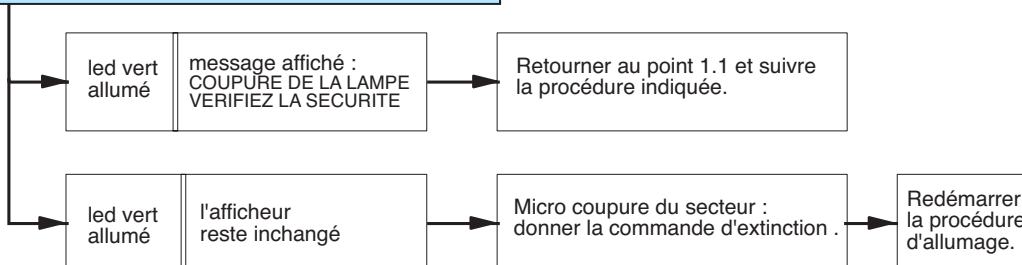 led vert
allumé
message affiché :
COUPURE DE LA LAMPE
VERIFIEZ LA SECURITE
Retourner au point 1.1 et suivre
la procédure indiquée.
led vert
allumé
l'afficheur
reste inchangé
Micro coupure du secteur :
donner la commande d'extinction .
Redémarrer
la procédure
d'allumage.